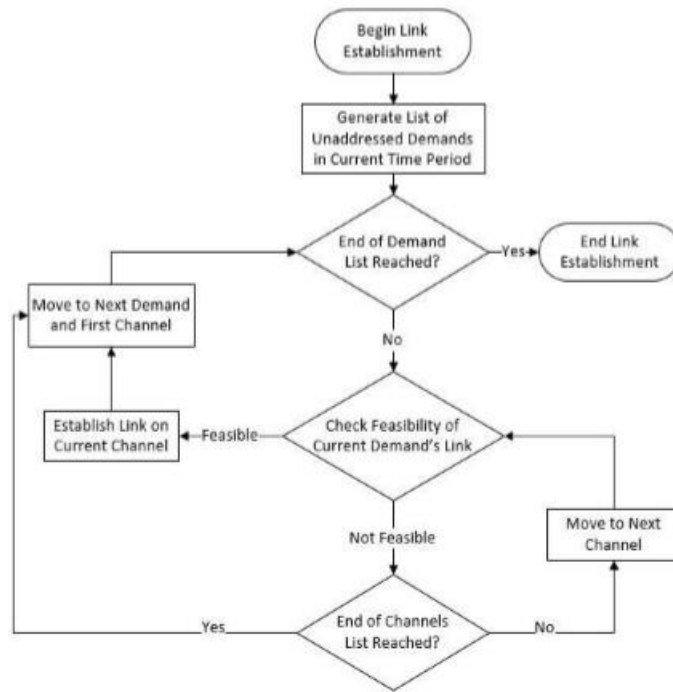 Begin Link
Establishment
Generate List of
Unaddressed Demands
in Current Time Period
End of Demand
List Reached?
Yes
End Link
Establishment
Move to Next Demand
and First Channel
No
Establish Link on
Current Channel
Feasible
Check Feasibility of
Current Demand's Link
Move to Next
Channel
Not Feasible
Yes
End of Channels
List Reached?
No